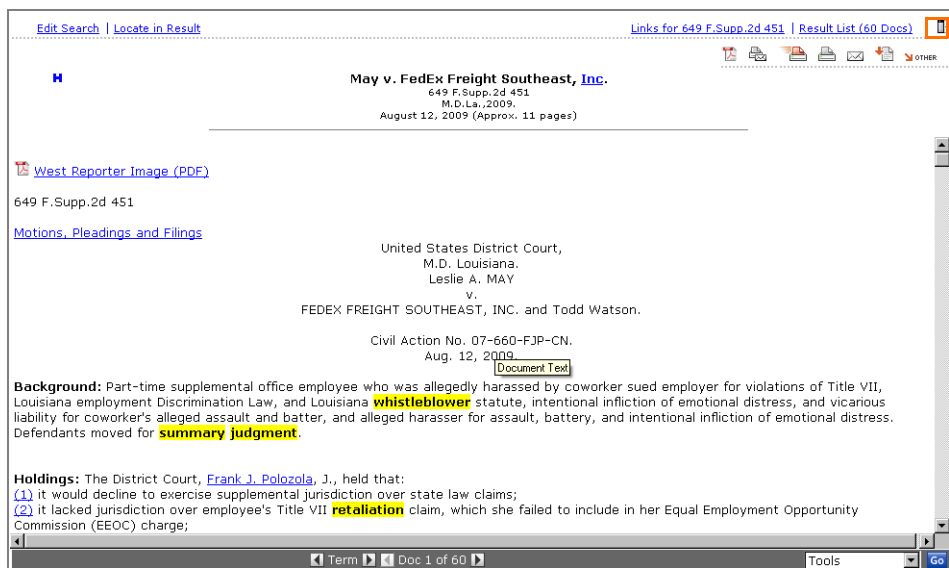 Edit Search | Locate in Result
Links for 649 F.Supp.2d 451 | Result List (60 Docs)
OTHER
H
May v. FedEx Freight Southeast, Inc.
649 F.Supp.2d 451
M.D.La.,2009.
August 12, 2009 (Approx. 11 pages)
West Reporter Image (PDF)
649 F.Supp.2d 451
Motions, Pleadings and Filings
United States District Court,
M.D. Louisiana.
Leslie A. MAY
v.
FEDEX FREIGHT SOUTHEAST, INC. and Todd Watson.
Civil Action No. 07-660-FJP-CN.
Aug. 12, 2009.
Document Text
Background: Part-time supplemental office employee who was allegedly harassed by coworker sued employer for violations of Title VII,
Louisiana employment Discrimination Law, and Louisiana whistleblower statute, intentional infliction of emotional distress, and vicarious
liability for coworker's alleged assault and batter, and alleged harasser for assault, battery, and intentional infliction of emotional distress.
Defendants moved for summary judgment.
Holdings: The District Court, Frank J. Polozola, J., held that:
(1) it would decline to exercise supplemental jurisdiction over state law claims;
(2) it lacked jurisdiction over employee's Title VII retaliation claim, which she failed to include in her Equal Employment Opportunity
Commission (EEOC) charge;
Term Doc 1 of 60
Tools
Go